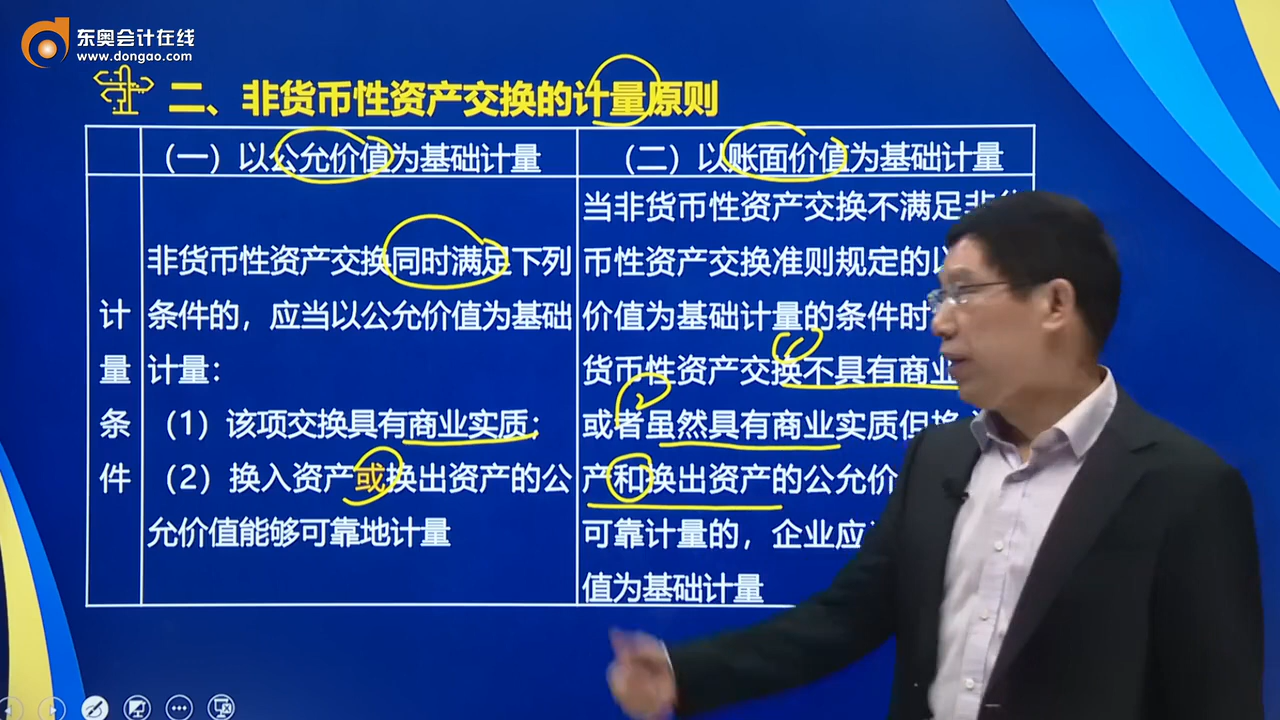 东奥会计在线
www.dongao.com
二、非货币性资产交换的计量原则
（一）以公允价值为基础计量
（二）以账面价值为基础计量
计量条件
非货币性资产交换同时满足下列
条件的，应当以公允价值为基础
计量：
（1）该项交换具有商业实质；
（2）换入资产或换出资产的公
允价值能够可靠地计量
当非货币性资产交换不满足非
币性资产交换准则规定的以
价值为基础计量的条件时
货币性资产交换不具有商业
或者虽然具有商业实质但换
产和换出资产的公允价
可靠计量的，企业应
值为基础计量